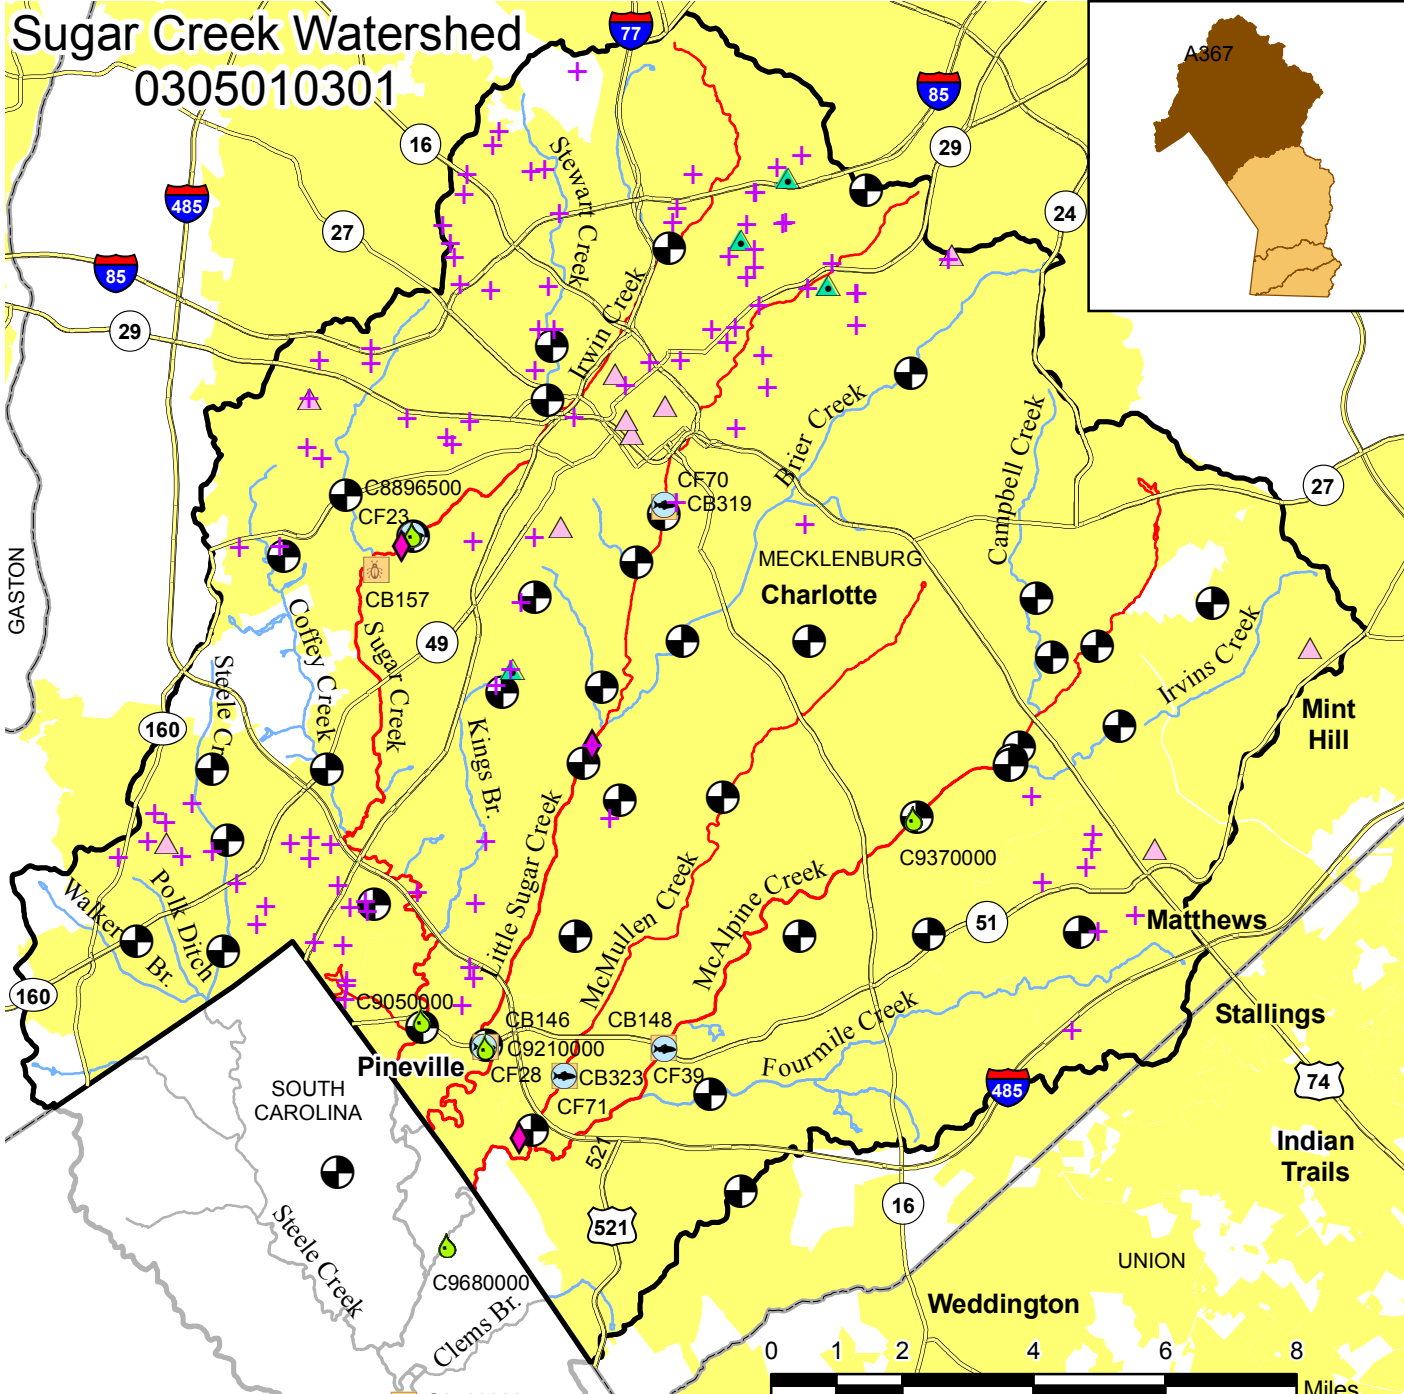 Sugar Creek Watershed
0305010301
A367
77
85
16
29
485
27
24
85
29
Stewart Creek
Irwin Creek
Brier Creek
Campbell Creek
27
C8896500
CF23
CF70
CB319
MECKLENBURG
Charlotte
GASTON
CB157
Coffey Creek
Sugar Creek
49
Steele Cr.
Irvins Creek
160
Kings Br.
Mint
Hill
Little Sugar Creek
C9370000
McMullen Creek
McAlpine Creek
Walker
Br.
Polk Ditch
51
Matthews
160
C9050000
CB146
CB148
C9210000
Fourmile Creek
Stallings
Pineville
CF28
CB323
CF39
SOUTH
CAROLINA
CF71
485
74
521
Indian
Trails
16
521
Steele Creek
UNION
C9680000
Clems Br.
Weddington
0 1 2 4 6 8
Miles